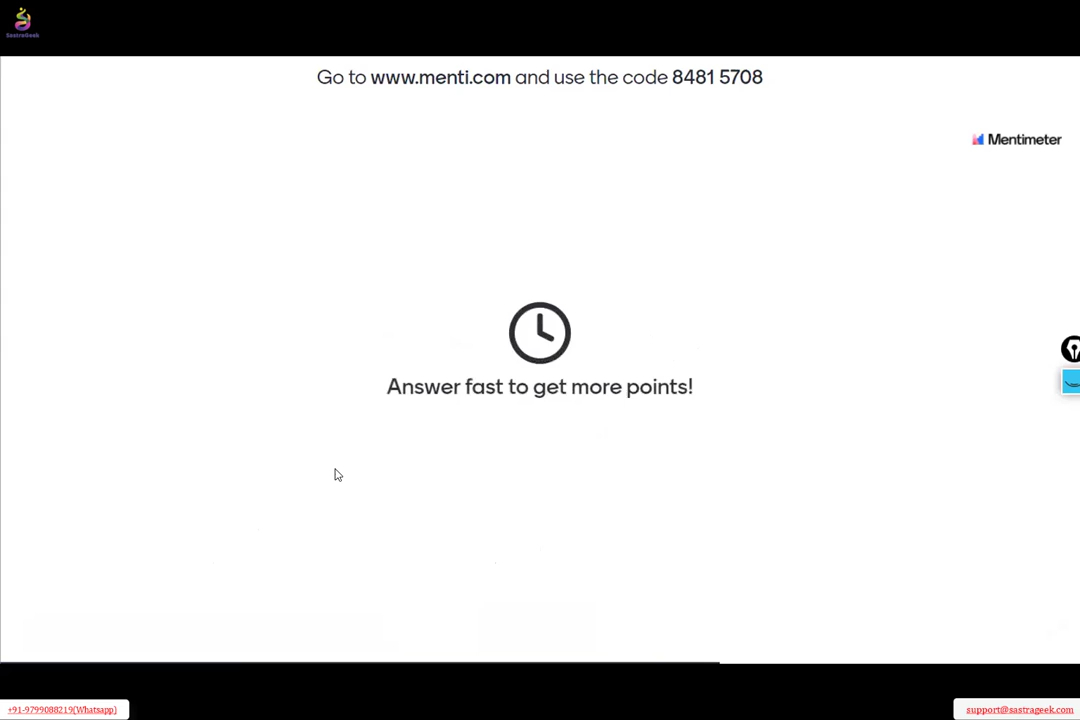 SastraGeek
Go to www.menti.com and use the code 8481 5708
Mentimeter
Answer fast to get more points!
+91-9799088219(Whatsapp)
support@sastrageek.com